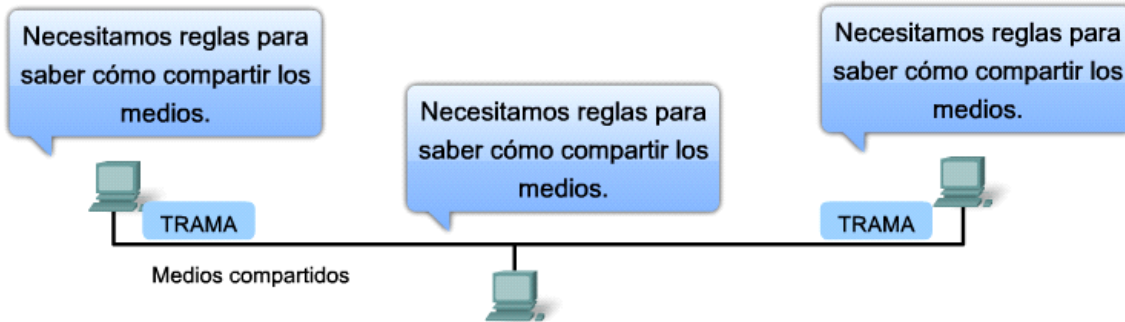 Necesitamos reglas para
saber cómo compartir los
medios.
Necesitamos reglas para
saber cómo compartir los
medios.
Necesitamos reglas para
saber cómo compartir los
medios.
TRAMA
TRAMA
Medios compartidos